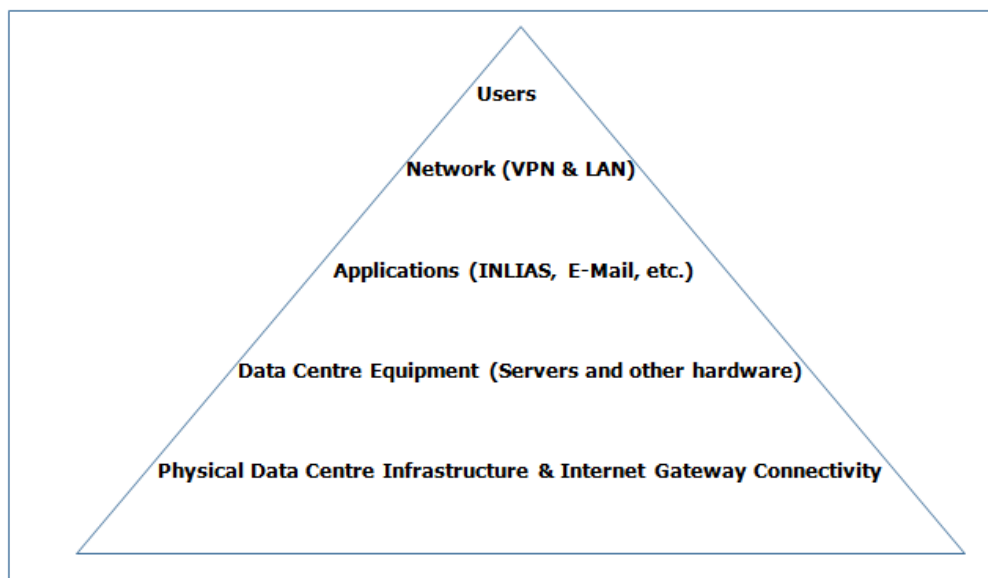 Users
Network (VPN & LAN)
Applications (INLIAS, E-Mail, etc.)
Data Centre Equipment (Servers and other hardware)
Physical Data Centre Infrastructure & Internet Gateway Connectivity